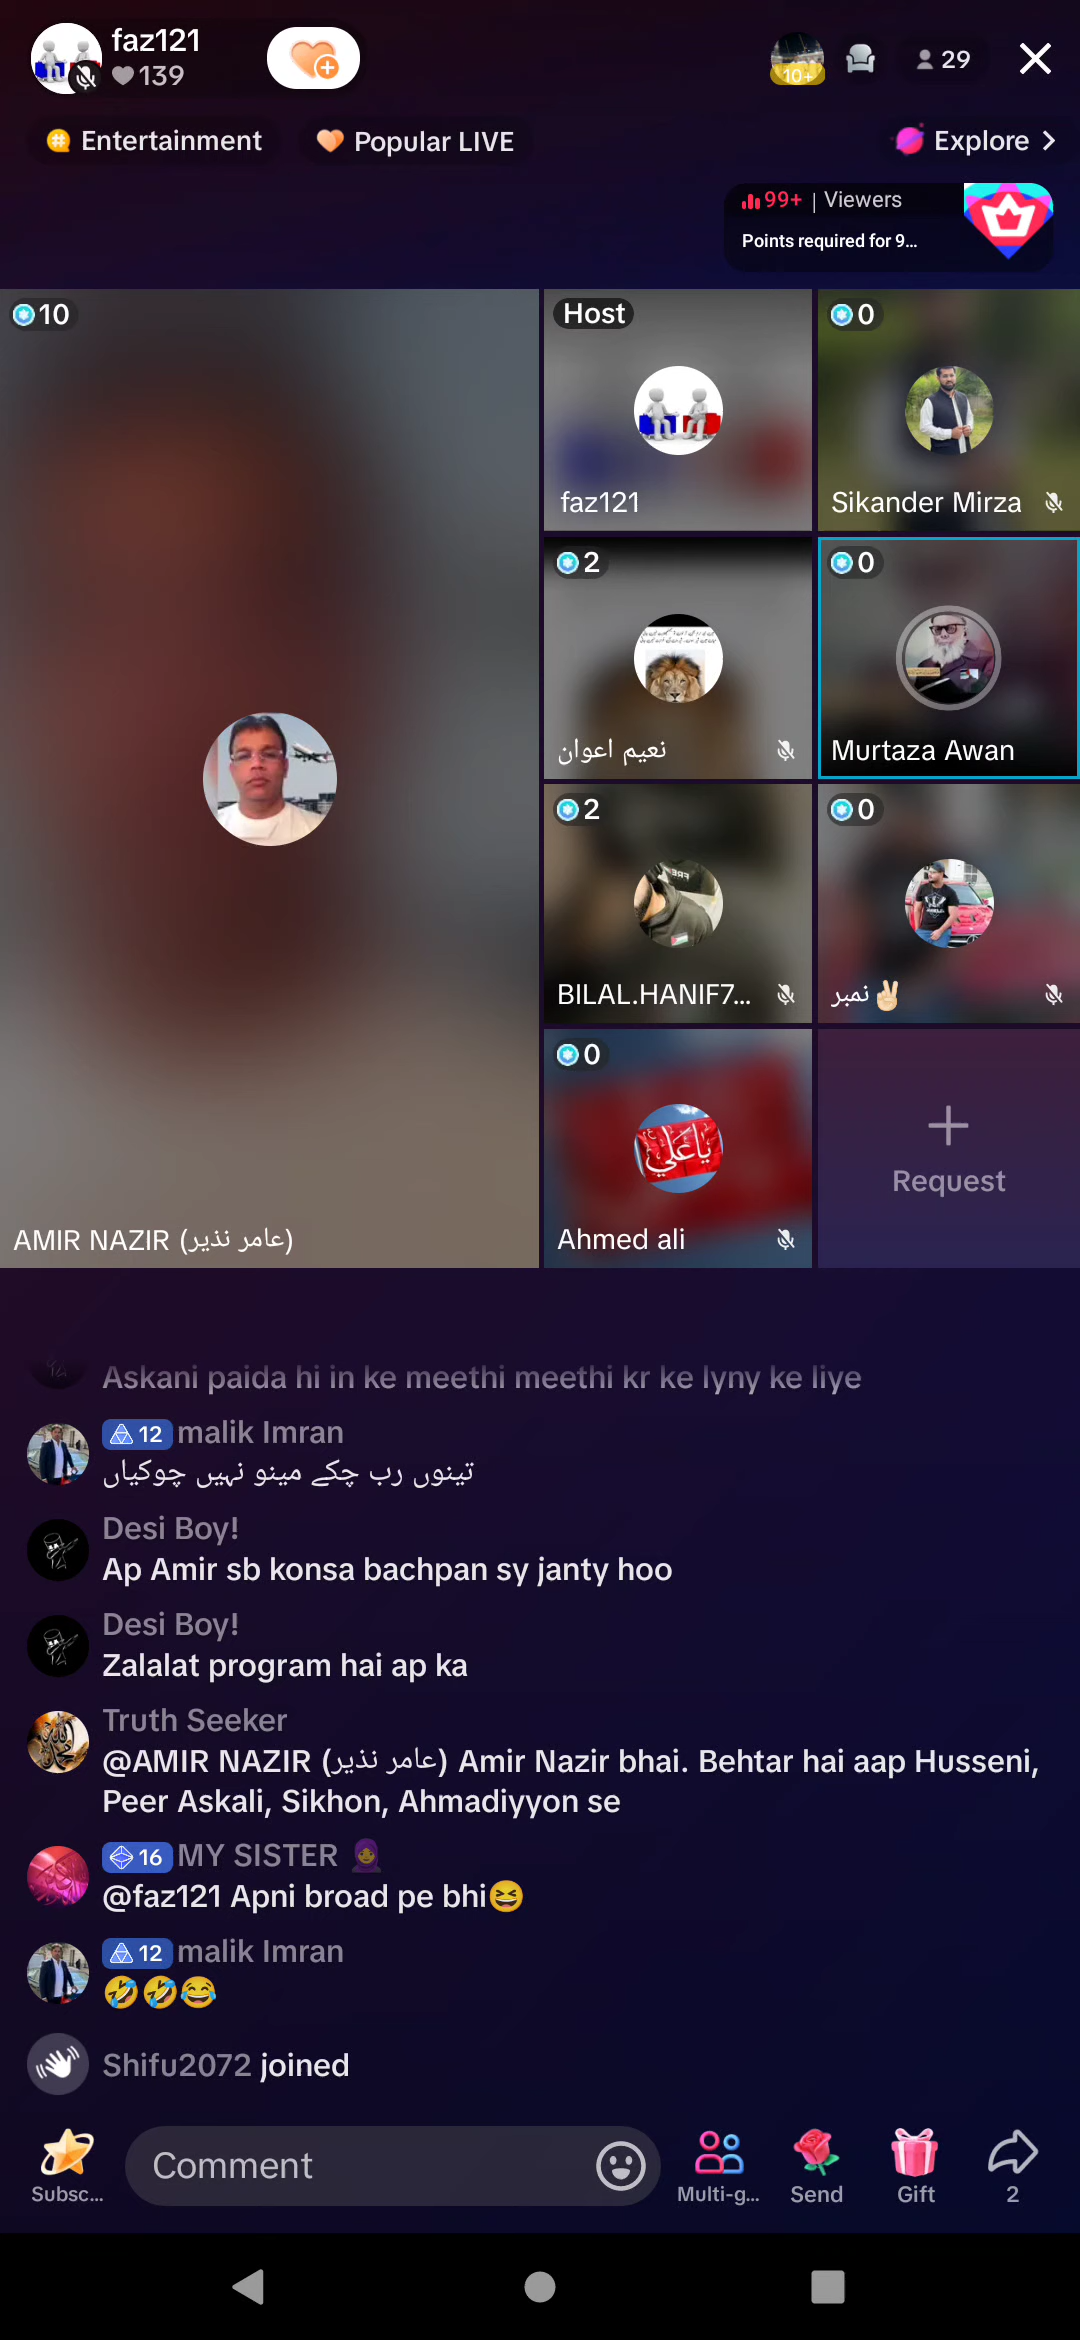 faz121
139
10+
29
Entertainment
Popular LIVE
Explore
99+ | Viewers
Points required for 9...
10
AMIR NAZIR (عامر نذیر)
Host
faz121
0
Sikander Mirza
2
نعیم اعوان
0
Murtaza Awan
2
BILAL.HANIF7...
0
نمبر✌🏻
0
یاعلی
Ahmed ali
Request
Askani paida hi in ke meethi meethi kr ke lyny ke liye
12 malik Imran
تینوں رب چکے مینو نہیں چوکیاں
Desi Boy!
Ap Amir sb konsa bachpan sy janty hoo
Desi Boy!
Zalalat program hai ap ka
Truth Seeker
@AMIR NAZIR (عامر نذیر) Amir Nazir bhai. Behtar hai aap Husseni,
Peer Askali, Sikhon, Ahmadiyyon se
16 MY SISTER 🧕🏾
@faz121 Apni broad pe bhi😆
12 malik Imran
🤣🤣😂
Shifu2072 joined
Subsc...
Comment
Multi-g...
Send
Gift
2